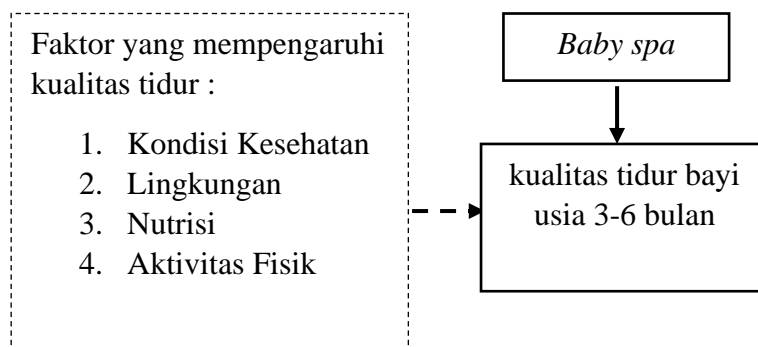 Faktor yang mempengaruhi
kualitas tidur :
1. Kondisi Kesehatan
2. Lingkungan
3. Nutrisi
4. Aktivitas Fisik
Baby spa
kualitas tidur bayi
usia 3-6 bulan